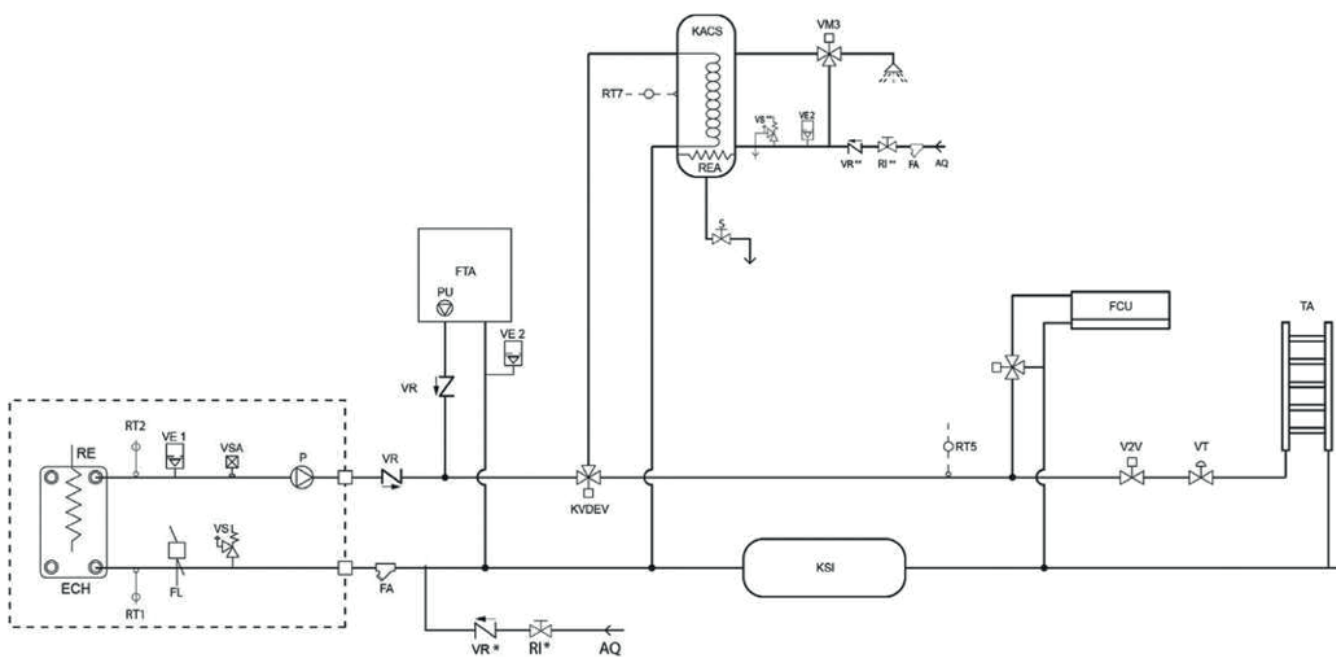 KACS
VM3
RT7
VS**
VE2
REA
VR**
RI**
FA
AQ
S
FTA
PU
VE 2
FCU
TA
VR
RT2
VE 1
RE
VSA
P
VR
KVDEV
RT5
V2V
VT
VSI
ECH
RT1
FL
FA
KSI
VR*
RI*
AQ